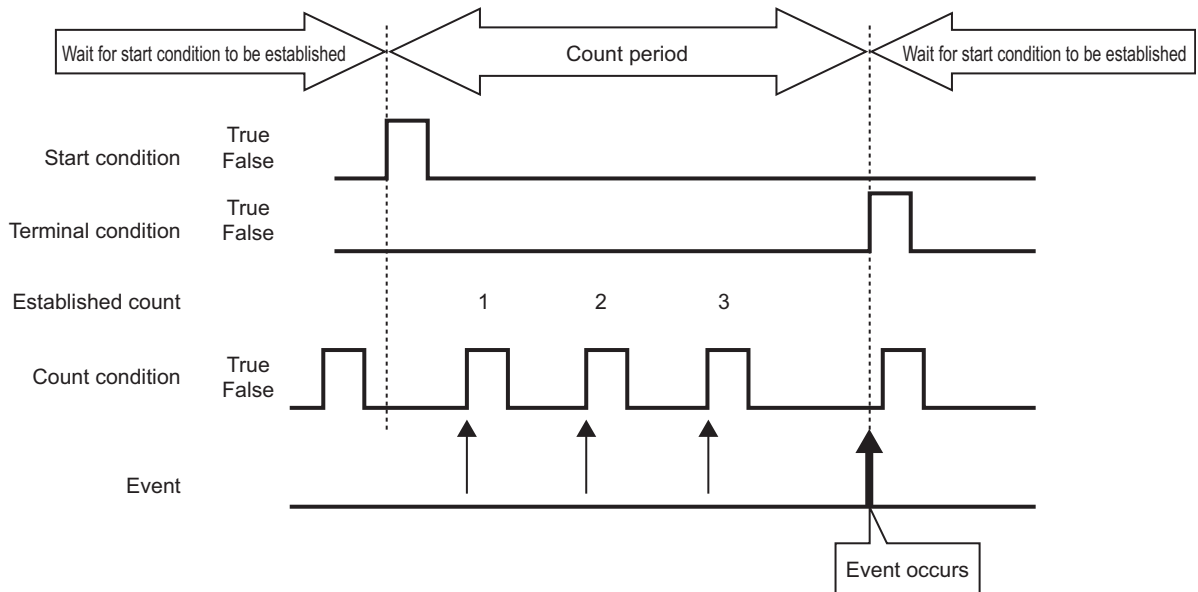 Wait for start condition to be established
Count period
Wait for start condition to be established
Start condition
True
False
Terminal condition
True
False
Established count
1
2
3
Count condition
True
False
Event
Event occurs